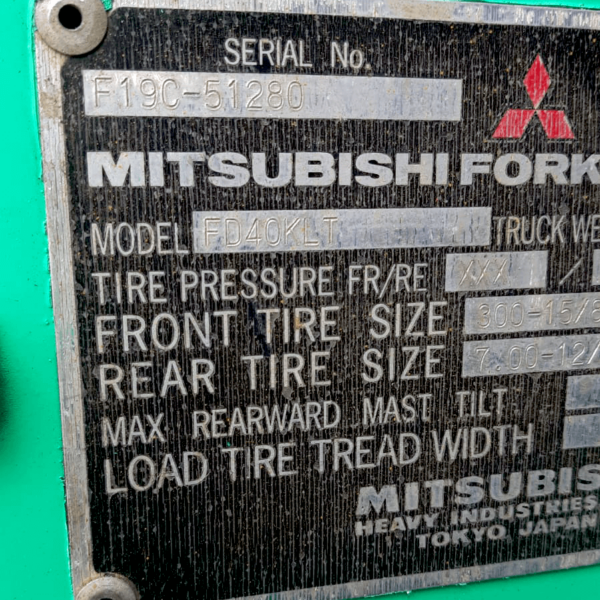 SERIAL No.
F19C-51280
MITSUBISHI FORK
MODEL FD40KLT TRUCK WE
TIRE PRESSURE FR/RE XXX /
FRONT TIRE SIZE 300-15/8
REAR TIRE SIZE 7.00-12/
MAX REARWARD MAST TILT
LOAD TIRE TREAD WIDTH
MITSUBIS
HEAVY INDUSTRIES
TOKYO JAPAN